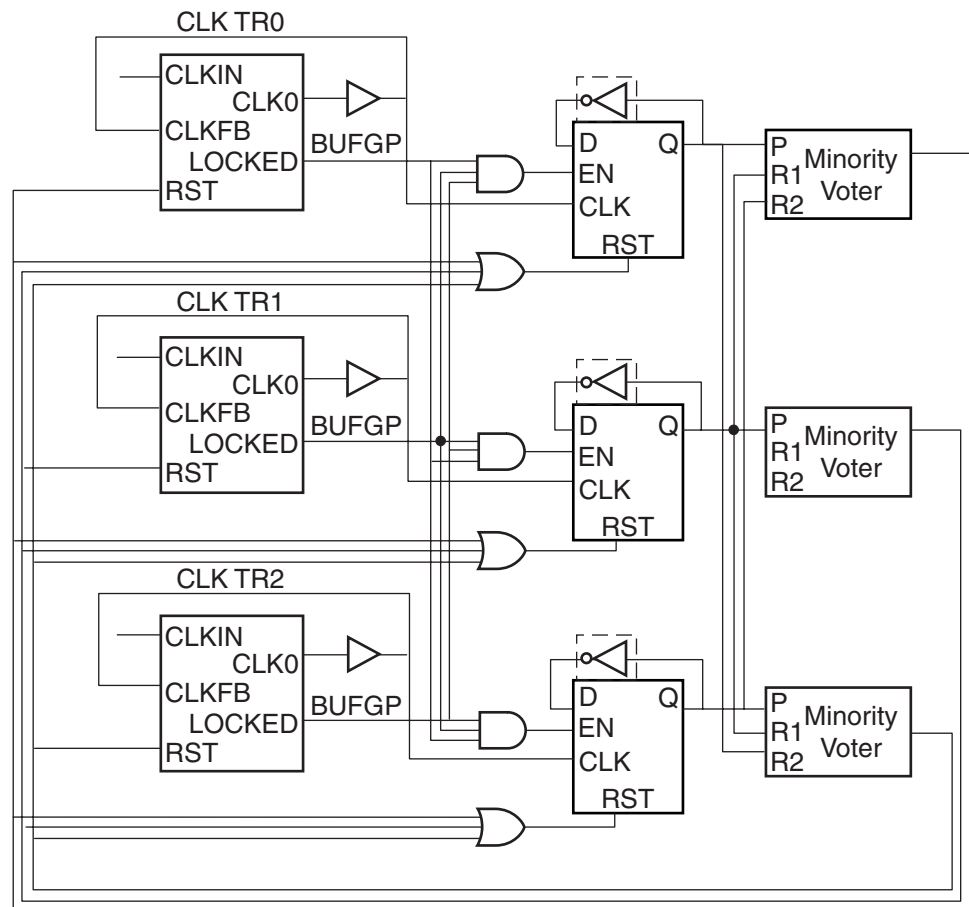 CLK TR0
CLKIN
CLK0
CLKFB
BUFGP
LOCKED
RST
D
Q
EN
CLK
RST
P
R1
R2
Minority
Voter
CLK TR1
CLKIN
CLK0
CLKFB
BUFGP
LOCKED
RST
D
Q
EN
CLK
RST
P
R1
R2
Minority
Voter
CLK TR2
CLKIN
CLK0
CLKFB
BUFGP
LOCKED
RST
D
Q
EN
CLK
RST
P
R1
R2
Minority
Voter